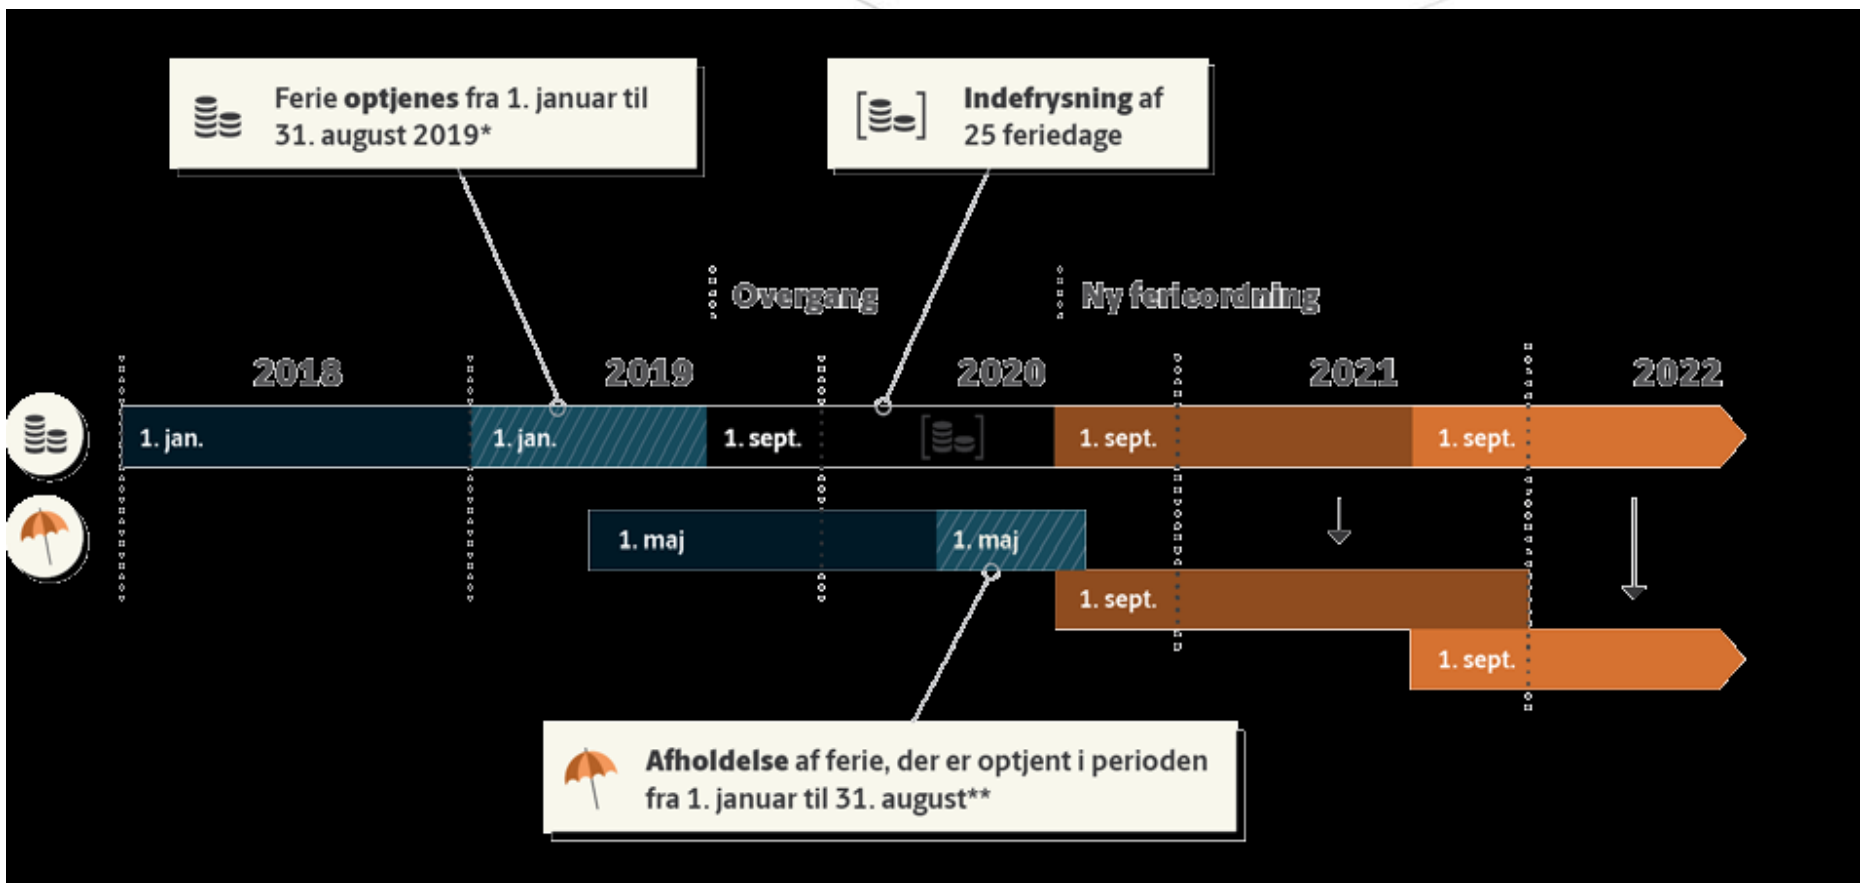 Ferie optjenes fra 1. januar til
31. august 2019*
Indefrysning af
25 feriedage
Overgang
Ny ferieordning
2018
2019
2020
2021
2022
1. jan.
1. jan.
1. sept.
1. sept.
1. sept.
1. maj
1. maj
1. sept.
1. sept.
Afholdelse af ferie, der er optjent i perioden
fra 1. januar til 31. august**